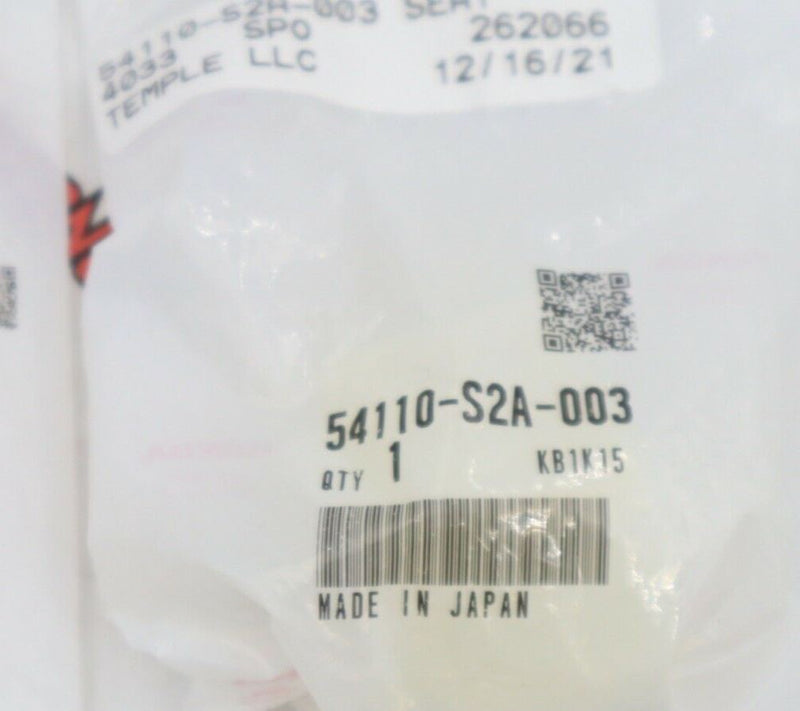 54110-S2A-003 SEAT
4033 SPO 262066
TEMPLE LLC 12/16/21
54110-S2A-003
QTY 1 KB1K15
MADE IN JAPAN